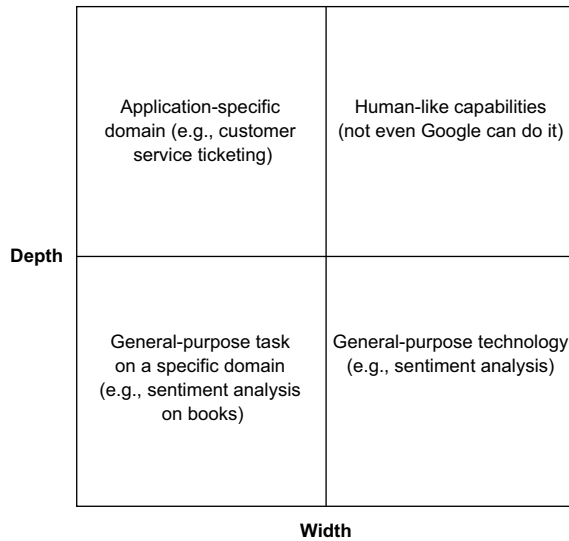 Application-specific
domain (e.g., customer
service ticketing)
Human-like capabilities
(not even Google can do it)
Depth
General-purpose task
on a specific domain
(e.g., sentiment analysis
on books)
General-purpose technology
(e.g., sentiment analysis)
Width